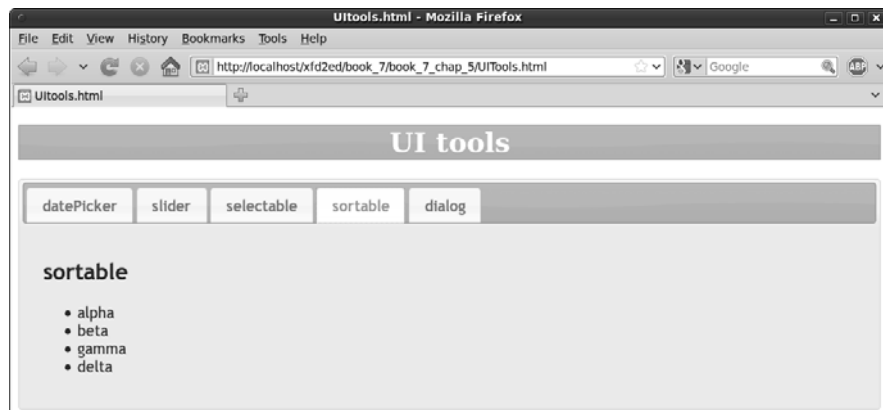 UItools.html - Mozilla Firefox
File Edit View History Bookmarks Tools Help
http://localhost/xfd2ed/book_7/book_7_chap_5/UITools.html Google ABP
UItools.html
UI tools
datePicker slider selectable sortable dialog
sortable
• alpha
• beta
• gamma
• delta